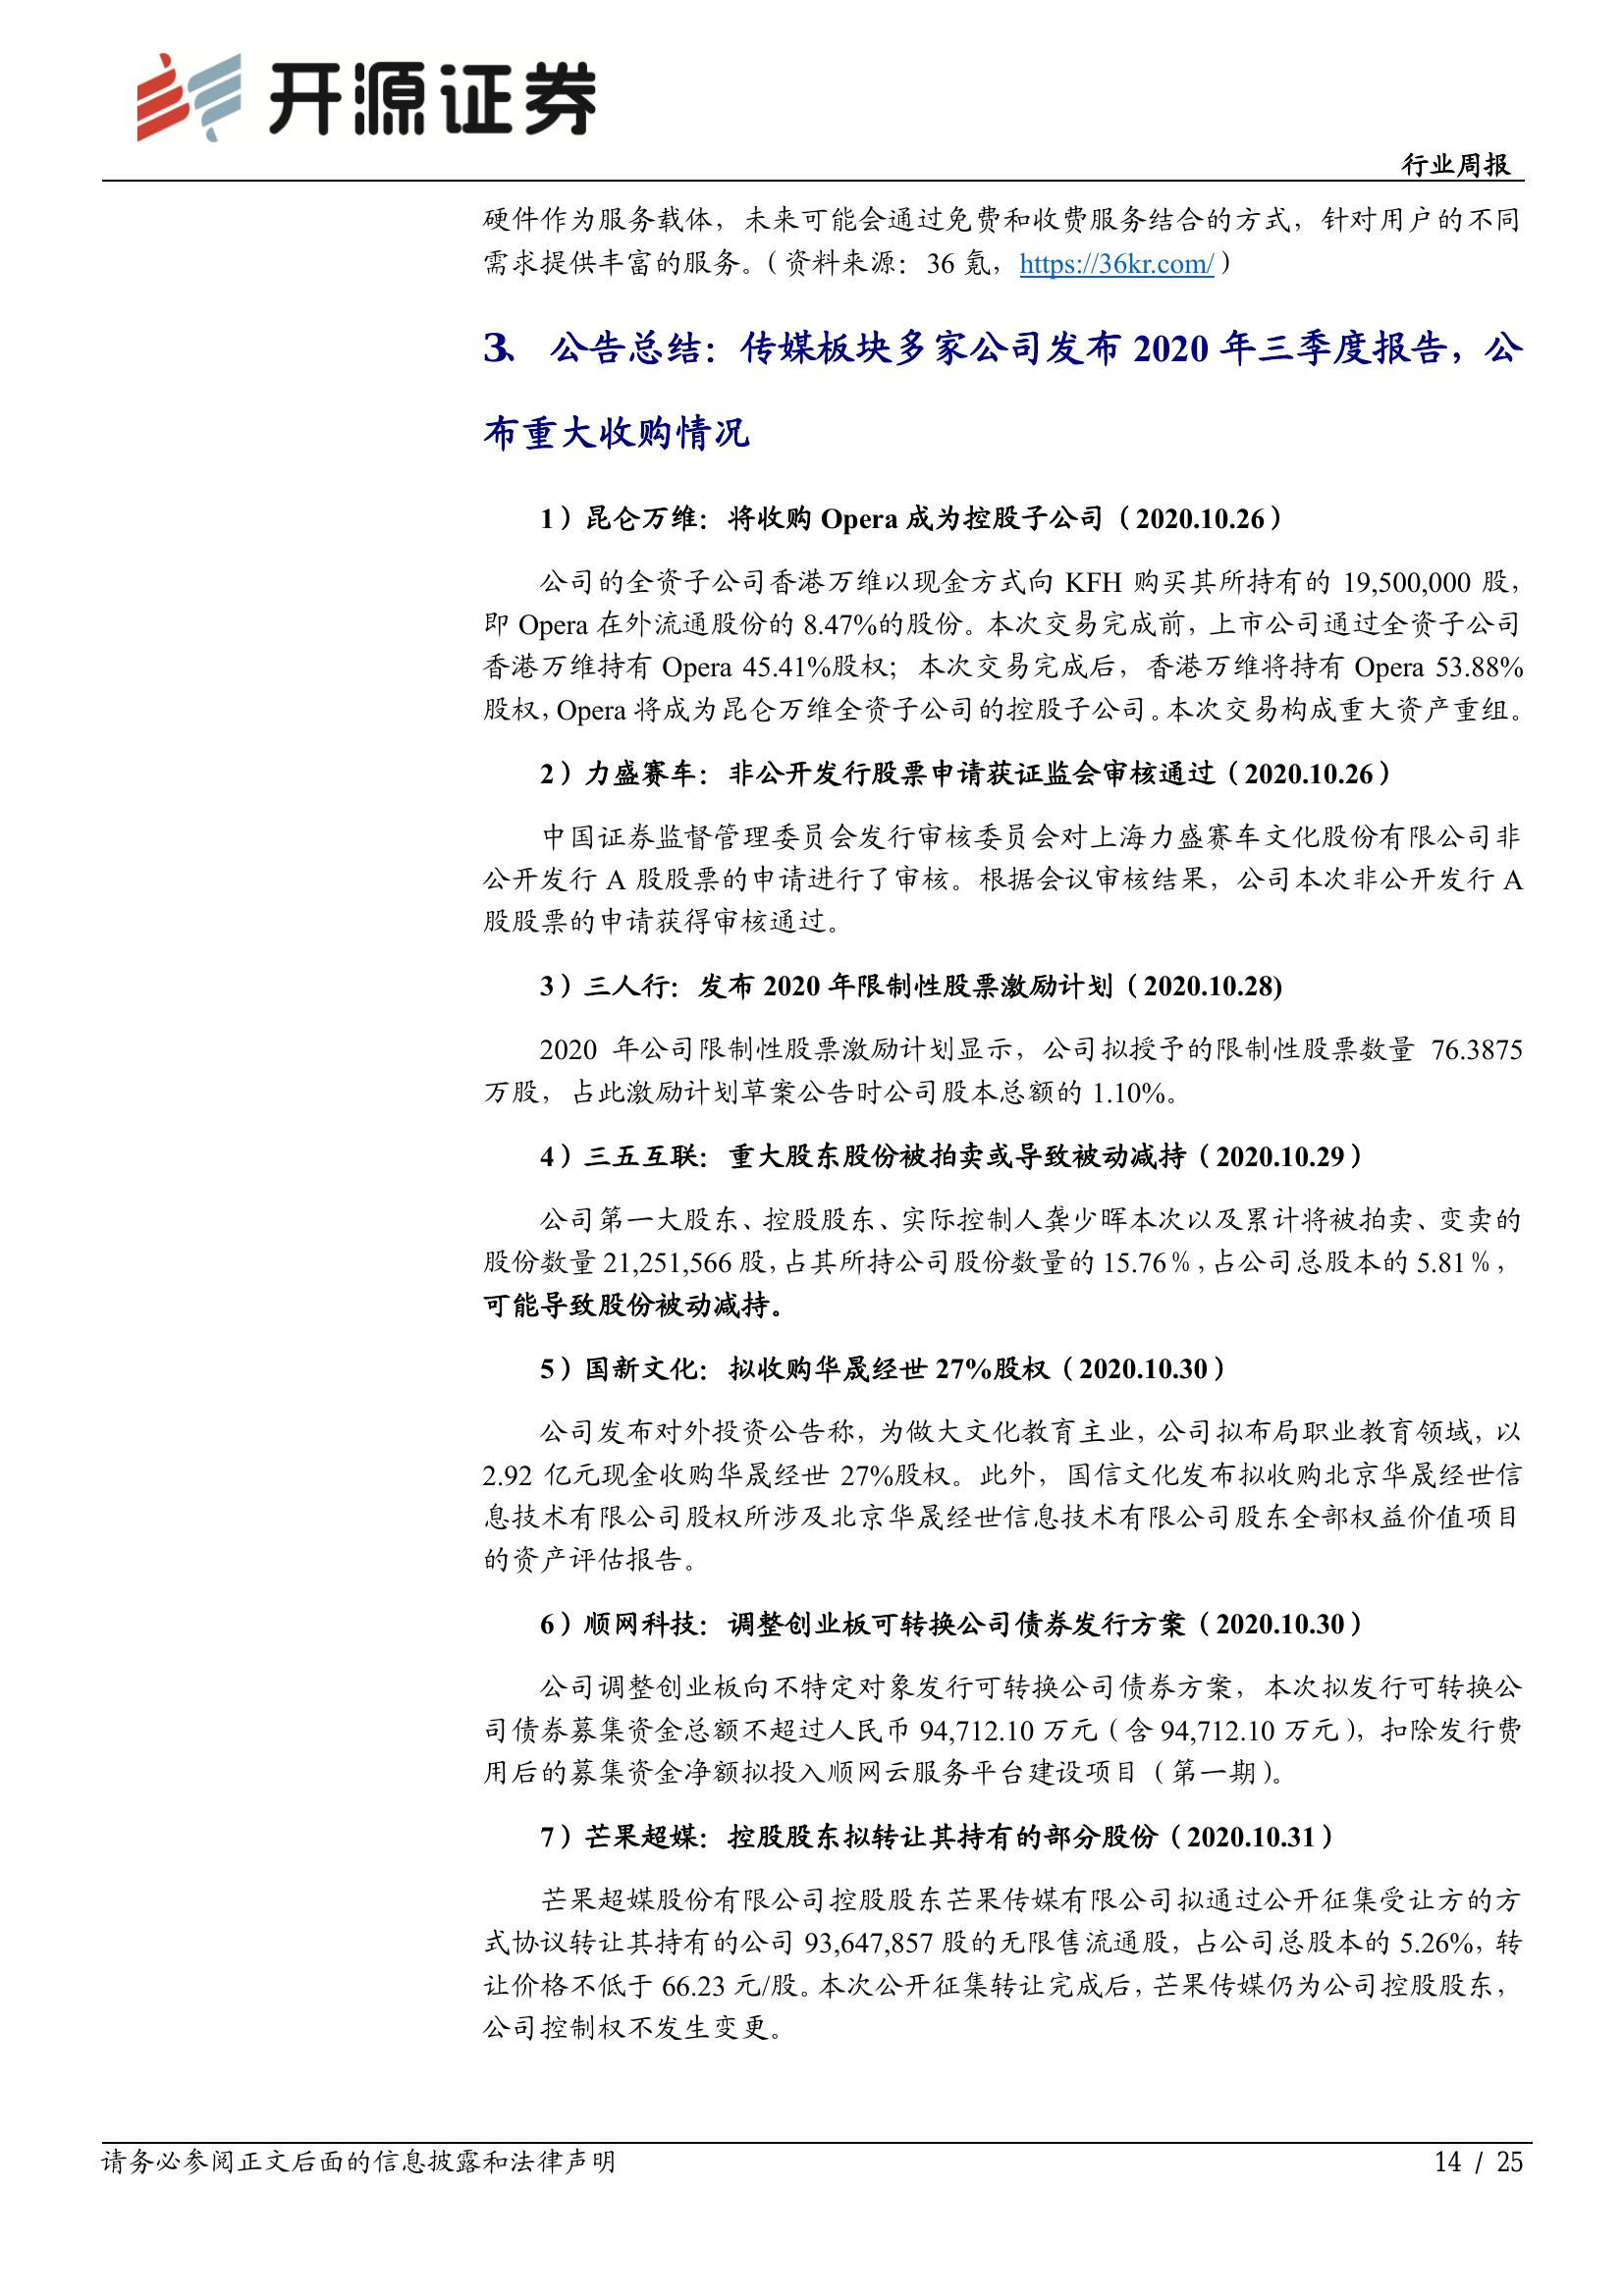 开源证券
行业周报
硬件作为服务载体，未来可能会通过免费和收费服务结合的方式，针对用户的不同
需求提供丰富的服务。（资料来源：36 氪，https://36kr.com/）
3、 公告总结：传媒板块多家公司发布 2020 年三季度报告，公
布重大收购情况
1）昆仑万维：将收购 Opera 成为控股子公司（2020.10.26）
公司的全资子公司香港万维以现金方式向 KFH 购买其所持有的 19,500,000 股，
即 Opera 在外流通股份的 8.47%的股份。本次交易完成前，上市公司通过全资子公司
香港万维持有 Opera 45.41%股权；本次交易完成后，香港万维将持有 Opera 53.88%
股权，Opera 将成为昆仑万维全资子公司的控股子公司。本次交易构成重大资产重组。
2）力盛赛车：非公开发行股票申请获证监会审核通过（2020.10.26）
中国证券监督管理委员会发行审核委员会对上海力盛赛车文化股份有限公司非
公开发行 A 股股票的申请进行了审核。根据会议审核结果，公司本次非公开发行 A
股股票的申请获得审核通过。
3）三人行：发布 2020 年限制性股票激励计划（2020.10.28)
2020 年公司限制性股票激励计划显示，公司拟授予的限制性股票数量 76.3875
万股，占此激励计划草案公告时公司股本总额的 1.10%。
4）三五互联：重大股东股份被拍卖或导致被动减持（2020.10.29）
公司第一大股东、控股股东、实际控制人龚少晖本次以及累计将被拍卖、变卖的
股份数量 21,251,566 股，占其所持公司股份数量的 15.76％，占公司总股本的 5.81％，
可能导致股份被动减持。
5）国新文化：拟收购华晟经世 27%股权（2020.10.30）
公司发布对外投资公告称，为做大文化教育主业，公司拟布局职业教育领域，以
2.92 亿元现金收购华晟经世 27%股权。此外，国信文化发布拟收购北京华晟经世信
息技术有限公司股权所涉及北京华晟经世信息技术有限公司股东全部权益价值项目
的资产评估报告。
6）顺网科技：调整创业板可转换公司债券发行方案（2020.10.30）
公司调整创业板向不特定对象发行可转换公司债券方案，本次拟发行可转换公
司债券募集资金总额不超过人民币 94,712.10 万元（含 94,712.10 万元），扣除发行费
用后的募集资金净额拟投入顺网云服务平台建设项目（第一期）。
7）芒果超媒：控股股东拟转让其持有的部分股份（2020.10.31）
芒果超媒股份有限公司控股股东芒果传媒有限公司拟通过公开征集受让方的方
式协议转让其持有的公司 93,647,857 股的无限售流通股，占公司总股本的 5.26%，转
让价格不低于 66.23 元/股。本次公开征集转让完成后，芒果传媒仍为公司控股股东，
公司控制权不发生变更。
请务必参阅正文后面的信息披露和法律声明
14 / 25